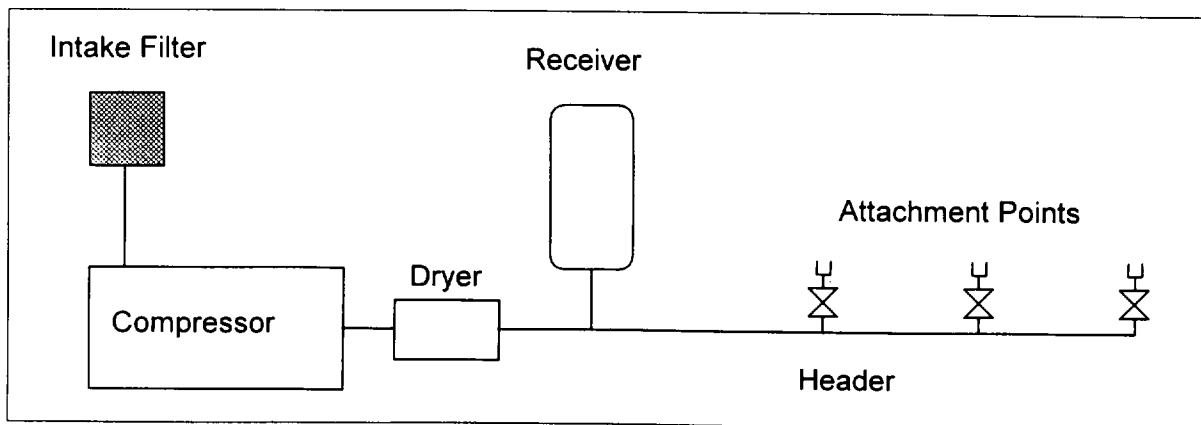 Intake Filter
Receiver
Attachment Points
Dryer
Compressor
Header